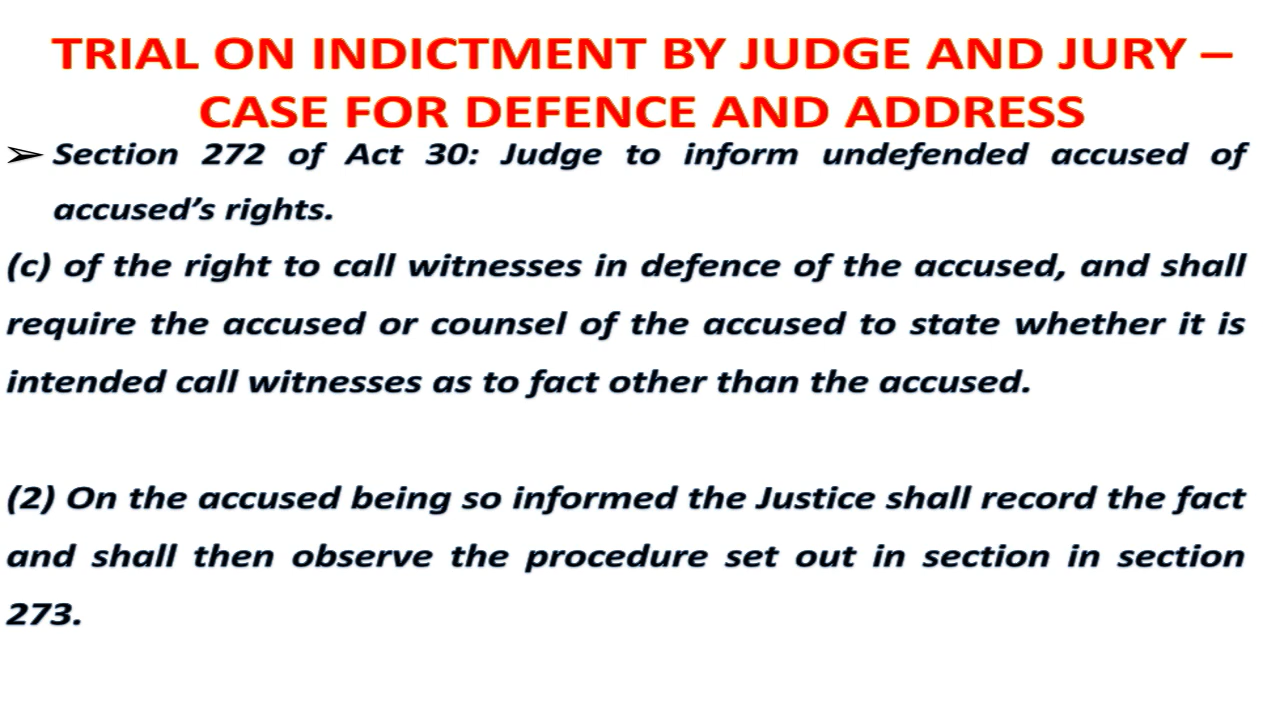 TRIAL ON INDICTMENT BY JUDGE AND JURY –
CASE FOR DEFENCE AND ADDRESS
➢ Section 272 of Act 30: Judge to inform undefended accused of
accused’s rights.
(c) of the right to call witnesses in defence of the accused, and shall
require the accused or counsel of the accused to state whether it is
intended call witnesses as to fact other than the accused.
(2) On the accused being so informed the Justice shall record the fact
and shall then observe the procedure set out in section in section
273.